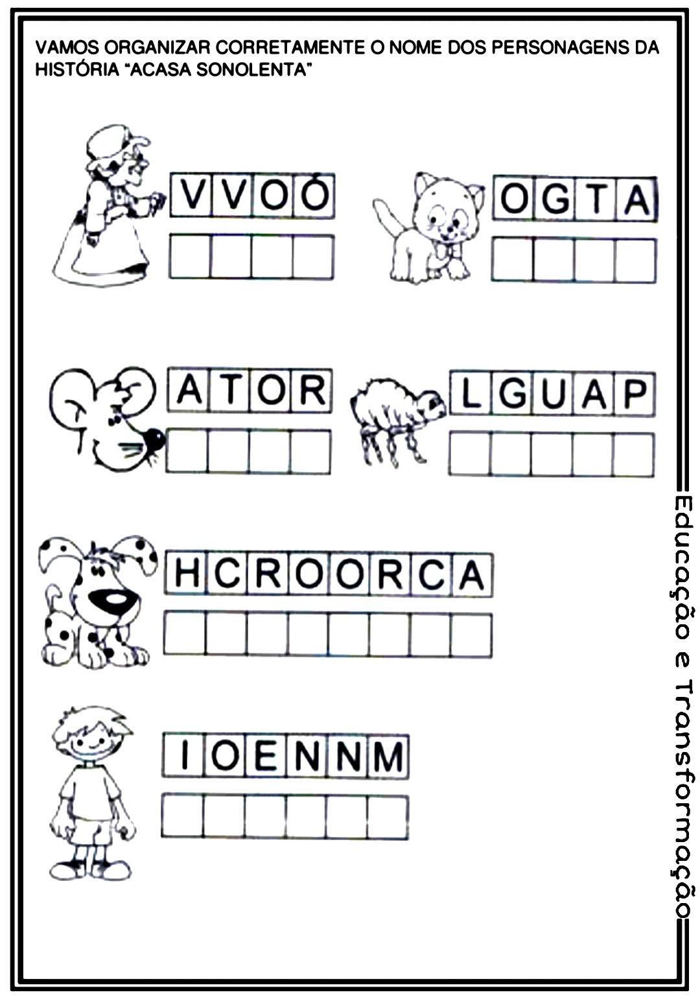 VAMOS ORGANIZAR CORRETAMENTE O NOME DOS PERSONAGENS DA
HISTÓRIA “ACASA SONOLENTA”
V V O Ó
O G T A
A T O R
L G U A P
H C R O O R C A
I O E N N M
Educação e Transformação